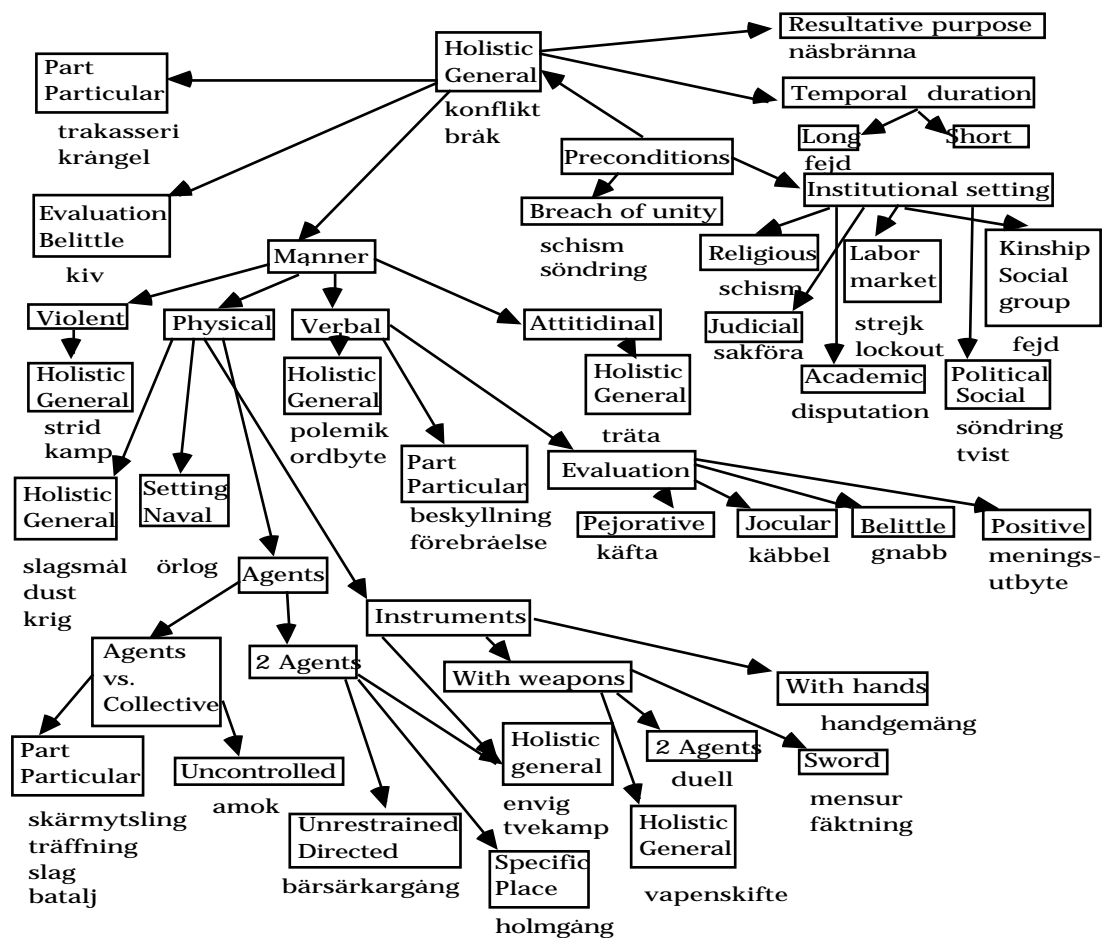 Resultative purpose
näsbränna
Holistic
General
konflikt
bråk
Part
Particular
trakasseri
krångel
Temporal duration
Long
Short
fejd
Preconditions
Institutional setting
Breach of unity
schism
söndring
Evaluation
Belittle
kiv
Religious
schism
Labor
market
strejk
lockout
Kinship
Social
group
fejd
Judicial
sakföra
Academic
disputation
Political
Social
söndring
tvist
Manner
Violent
Physical
Verbal
Attitidinal
Holistic
General
strid
kamp
Holistic
General
polemik
ordbyte
Holistic
General
träta
Part
Particular
beskyllning
förebråelse
Evaluation
Pejorative
käfta
Jocular
käbbel
Belittle
gnabb
Positive
menings-
utbyte
Holistic
General
slagsmål
dust
krig
Setting
Naval
örlog
Agents
Instruments
Agents
vs.
Collective
2 Agents
With weapons
With hands
handgemäng
Part
Particular
skärmytsling
träffning
slag
batalj
Uncontrolled
amok
Unrestrained
Directed
bärsärkargång
Holistic
general
envig
tvekamp
Specific
Place
holmgång
2 Agents
duell
Holistic
General
vapenskifte
Sword
mensur
fäktning